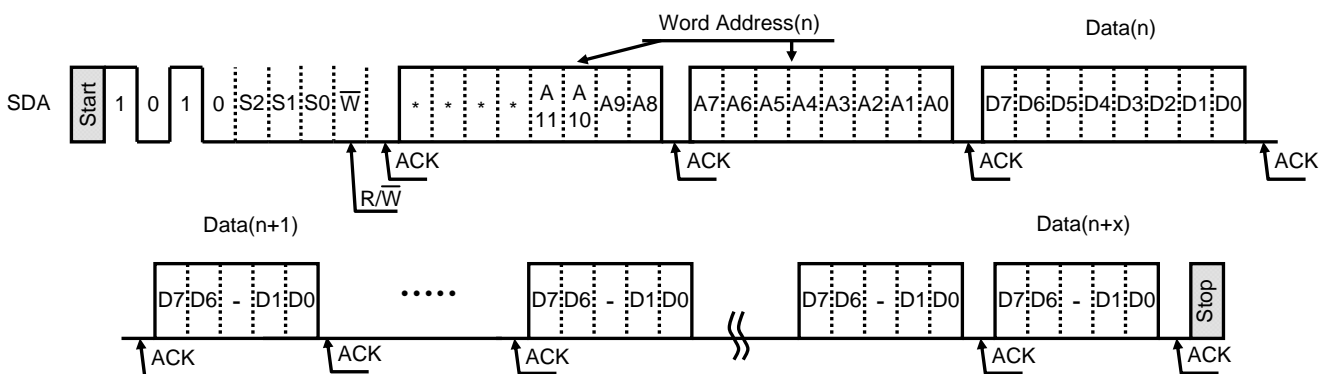 Word Address(n) Data(n)
SDA Start 1 0 1 0 S2 S1 S0 W̅ * * * * A11 A10 A9 A8 A7 A6 A5 A4 A3 A2 A1 A0 D7 D6 D5 D4 D3 D2 D1 D0
ACK ACK ACK ACK
R/W̅
Data(n+1) Data(n+x)
D7 D6 - D1 D0 ..... D7 D6 - D1 D0 D7 D6 - D1 D0 D7 D6 - D1 D0 Stop
ACK ACK ACK ACK ACK